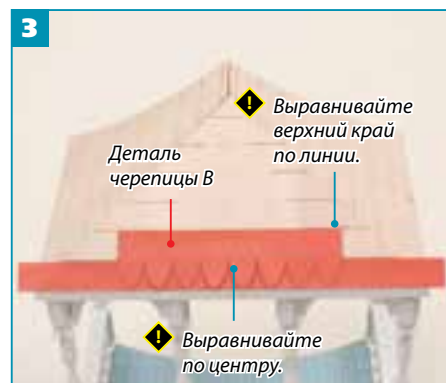 3
Выравнивайте
верхний край
по линии.
Деталь
черепицы В
Выравнивайте
по центру.